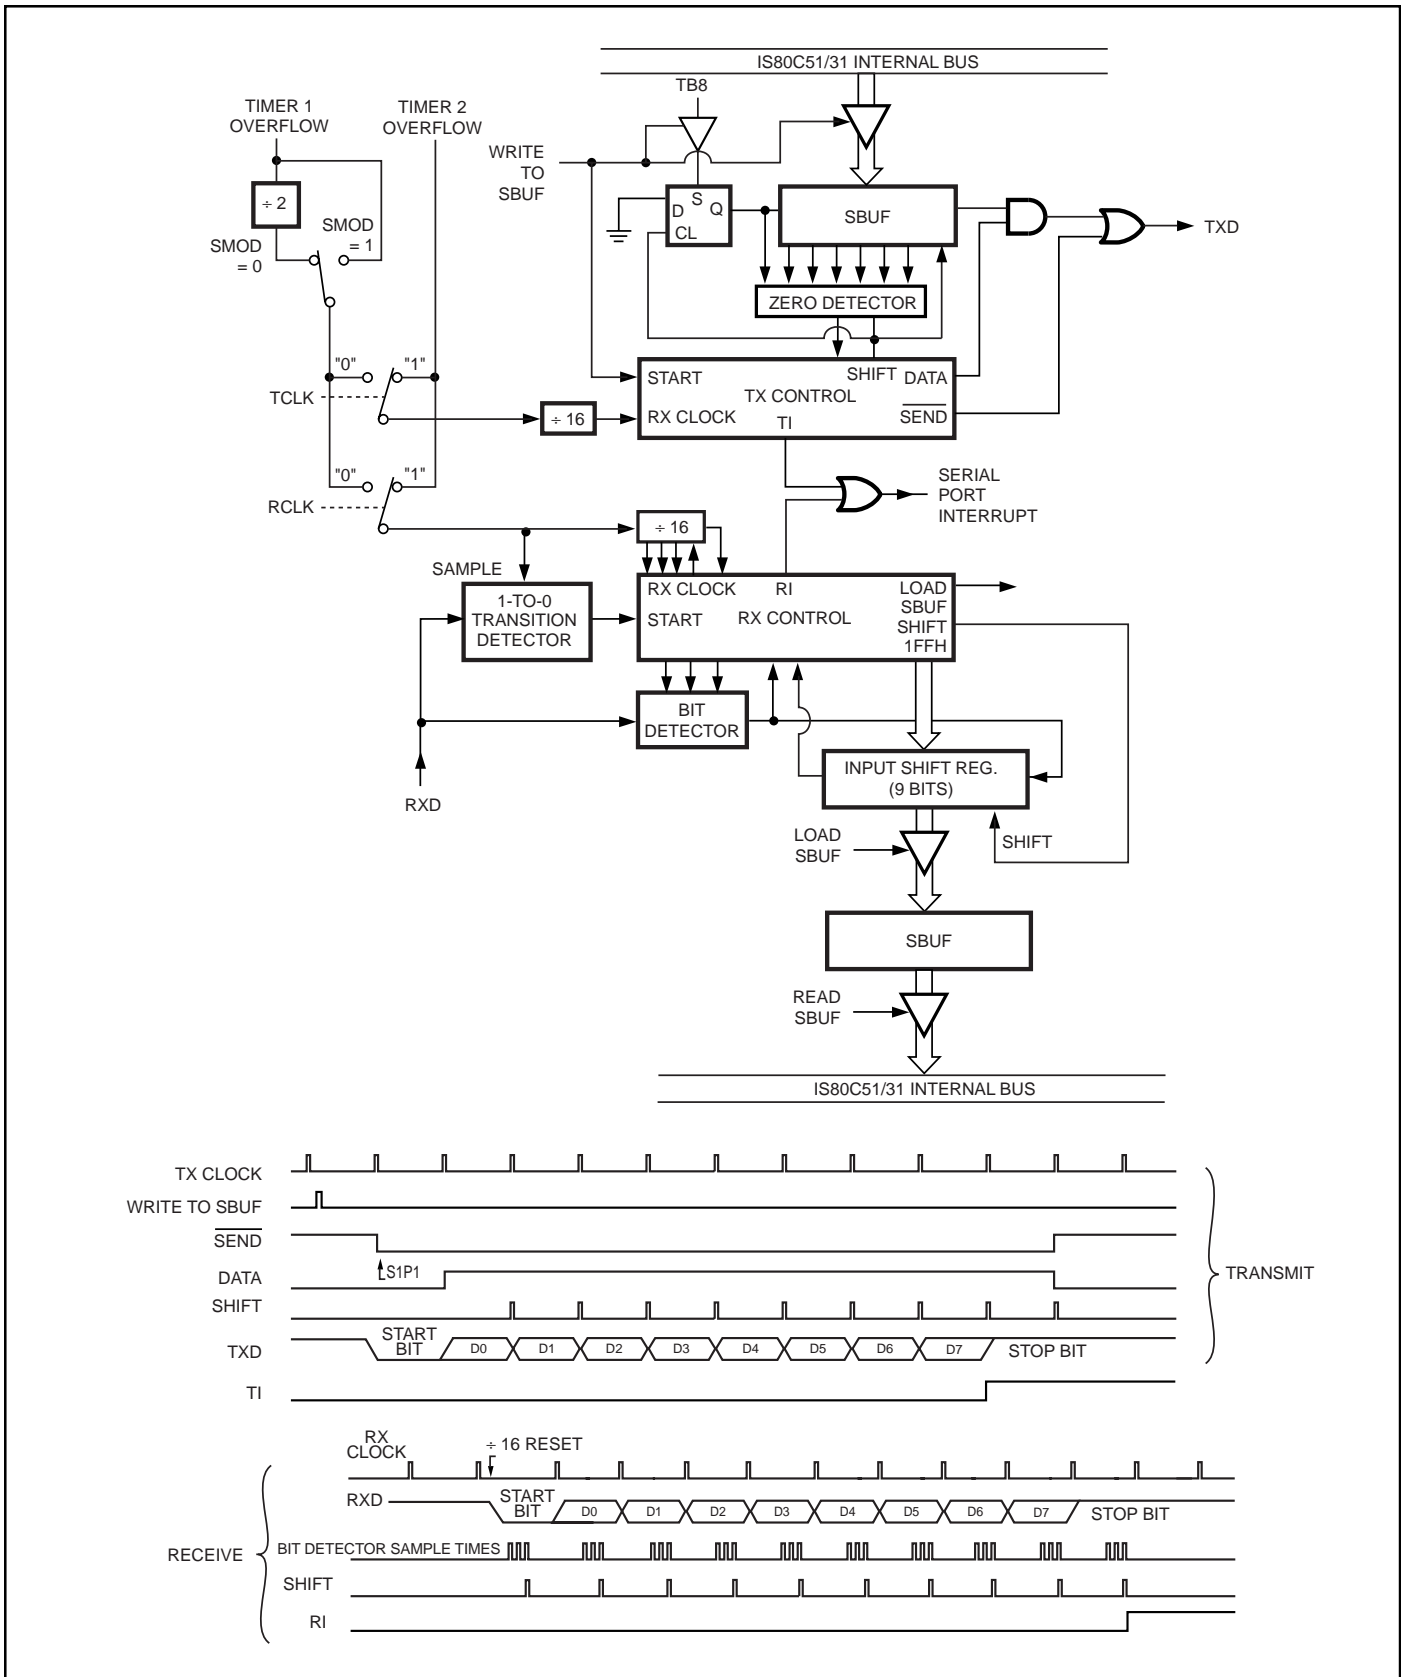 IS80C51/31 INTERNAL BUS
TB8
TIMER 1
OVERFLOW
TIMER 2
OVERFLOW
WRITE
TO
SBUF
÷ 2
SMOD
= 1
SMOD
= 0
S
D
Q
CL
SBUF
TXD
ZERO DETECTOR
"0"
"1"
TCLK
÷ 16
START
SHIFT
DATA
TX CONTROL
RX CLOCK
TI
SEND
"0"
"1"
RCLK
÷ 16
SERIAL
PORT
INTERRUPT
SAMPLE
1-TO-0
TRANSITION
DETECTOR
RX CLOCK
RI
LOAD
SBUF
START
RX CONTROL
SHIFT
1FFH
BIT
DETECTOR
RXD
INPUT SHIFT REG.
(9 BITS)
LOAD
SBUF
SHIFT
SBUF
READ
SBUF
IS80C51/31 INTERNAL BUS
TX CLOCK
WRITE TO SBUF
SEND
S1P1
DATA
SHIFT
TXD
START
BIT
D0
D1
D2
D3
D4
D5
D6
D7
STOP BIT
TI
TRANSMIT
RX
CLOCK
÷ 16 RESET
RXD
START
BIT
D0
D1
D2
D3
D4
D5
D6
D7
STOP BIT
RECEIVE
BIT DETECTOR SAMPLE TIMES
SHIFT
RI